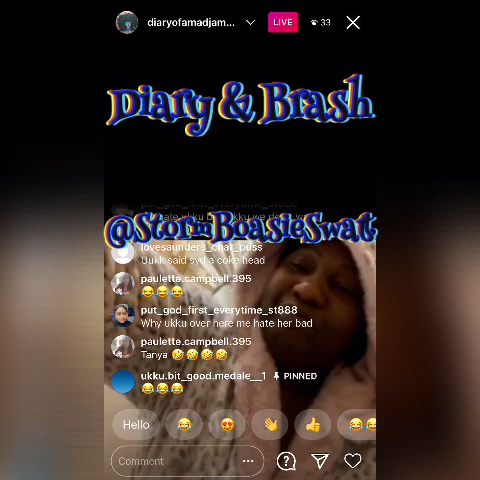 diaryofamadjam...
LIVE
33
Diary & Brash
put_god_first_everytime_st888
@StormBoasieSwat
lovesaunders_chat_puss
Uukk said syd a coke head
paulette.campbell.395
😂😂😂
put_god_first_everytime_st888
Why ukku over here me hate her bad
paulette.campbell.395
Tanya 🤣🤣🤣🤣
ukku.bit_good.medale__1 PINNED
😂😂😂
Hello 😂 😍 👋 👍 😂😂
Comment ...